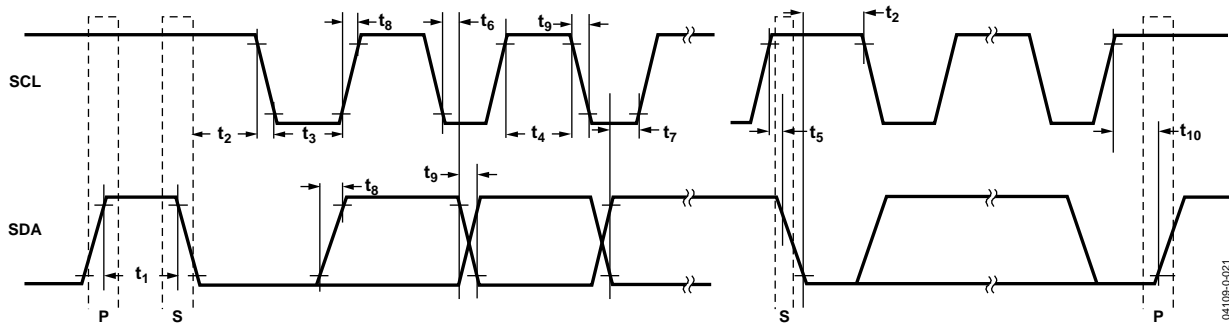 t8 t6 t9 t2
SCL
t2 t3 t4 t7 t5 t10
t9
t8
SDA
t1
P S S P
04109-0-021